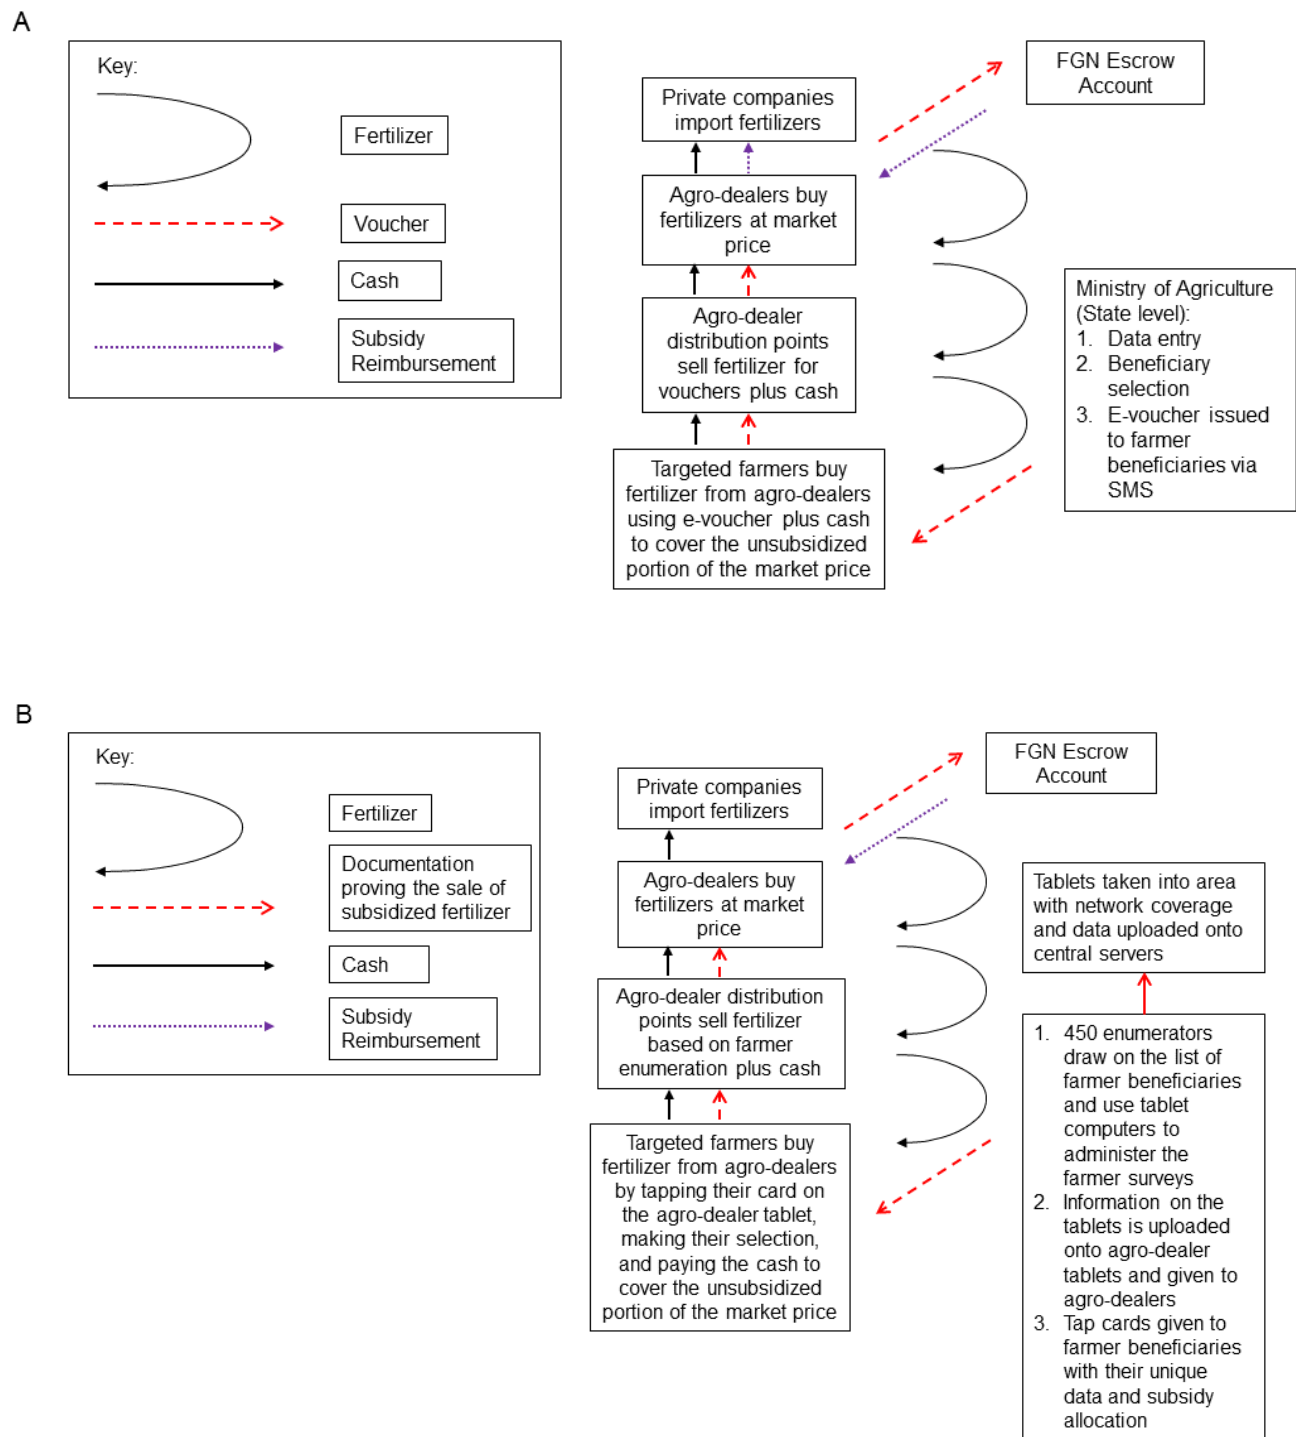 A
Key:
Fertilizer
Voucher
Cash
Subsidy
Reimbursement
FGN Escrow
Account
Private companies
import fertilizers
Agro-dealers buy
fertilizers at market
price
Agro-dealer
distribution points
sell fertilizer for
vouchers plus cash
Targeted farmers buy
fertilizer from agro-dealers
using e-voucher plus cash
to cover the unsubsidized
portion of the market price
Ministry of Agriculture
(State level):
1. Data entry
2. Beneficiary
selection
3. E-voucher issued
to farmer
beneficiaries via
SMS
B
Key:
Fertilizer
Documentation
proving the sale of
subsidized fertilizer
Cash
Subsidy
Reimbursement
FGN Escrow
Account
Private companies
import fertilizers
Agro-dealers buy
fertilizers at market
price
Agro-dealer distribution
points sell fertilizer
based on farmer
enumeration plus cash
Targeted farmers buy
fertilizer from agro-dealers
by tapping their card on
the agro-dealer tablet,
making their selection,
and paying the cash to
cover the unsubsidized
portion of the market price
Tablets taken into area
with network coverage
and data uploaded onto
central servers
1. 450 enumerators
draw on the list of
farmer beneficiaries
and use tablet
computers to
administer the
farmer surveys
2. Information on the
tablets is uploaded
onto agro-dealer
tablets and given to
agro-dealers
3. Tap cards given to
farmer beneficiaries
with their unique
data and subsidy
allocation